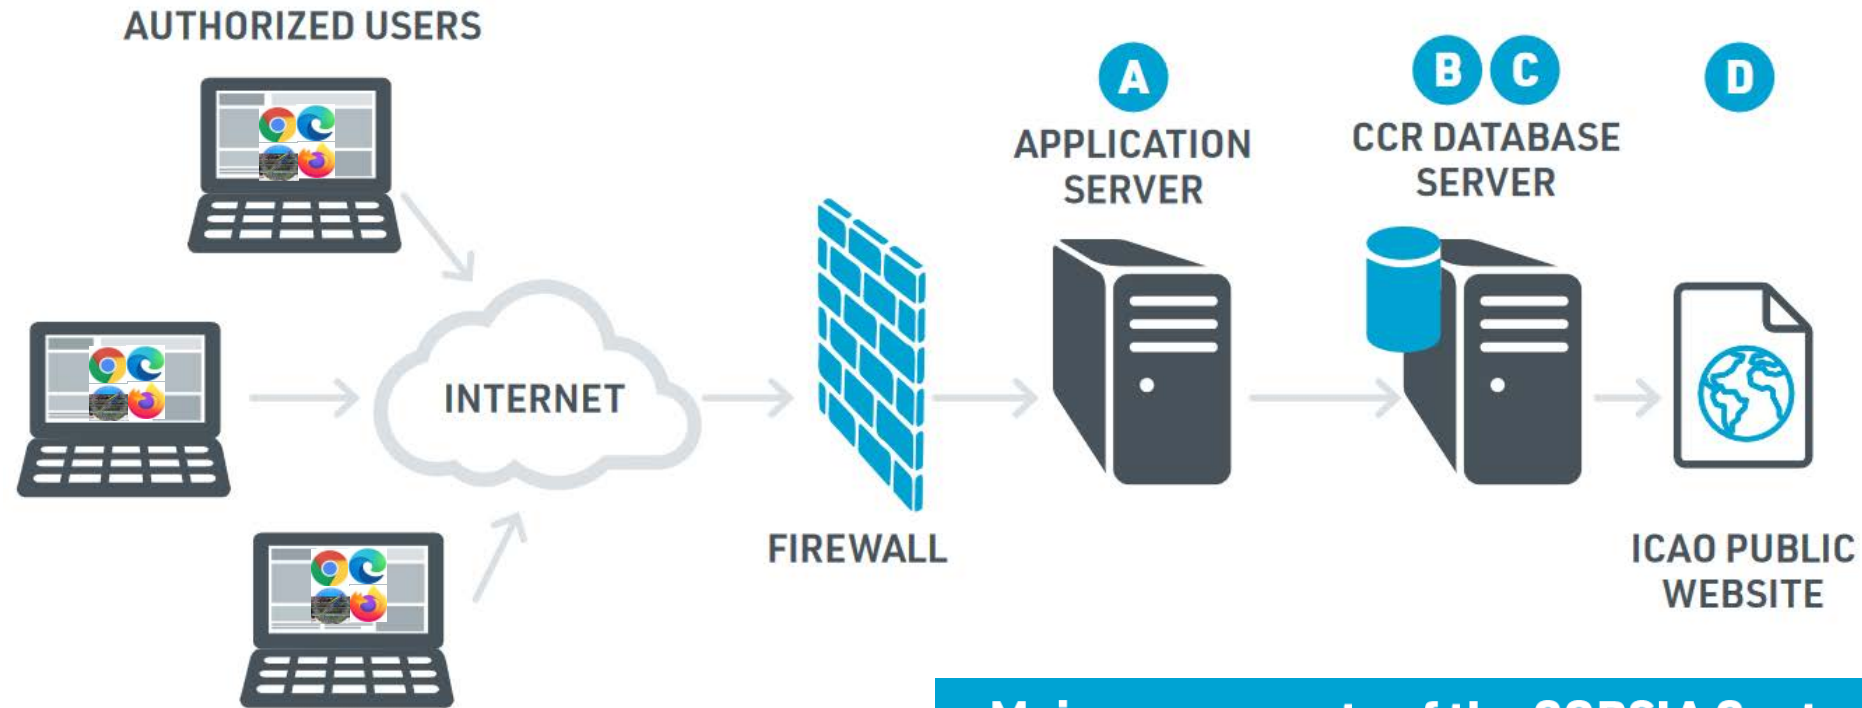 AUTHORIZED USERS
A
B C
D
APPLICATION
SERVER
CCR DATABASE
SERVER
INTERNET
FIREWALL
ICAO PUBLIC
WEBSITE